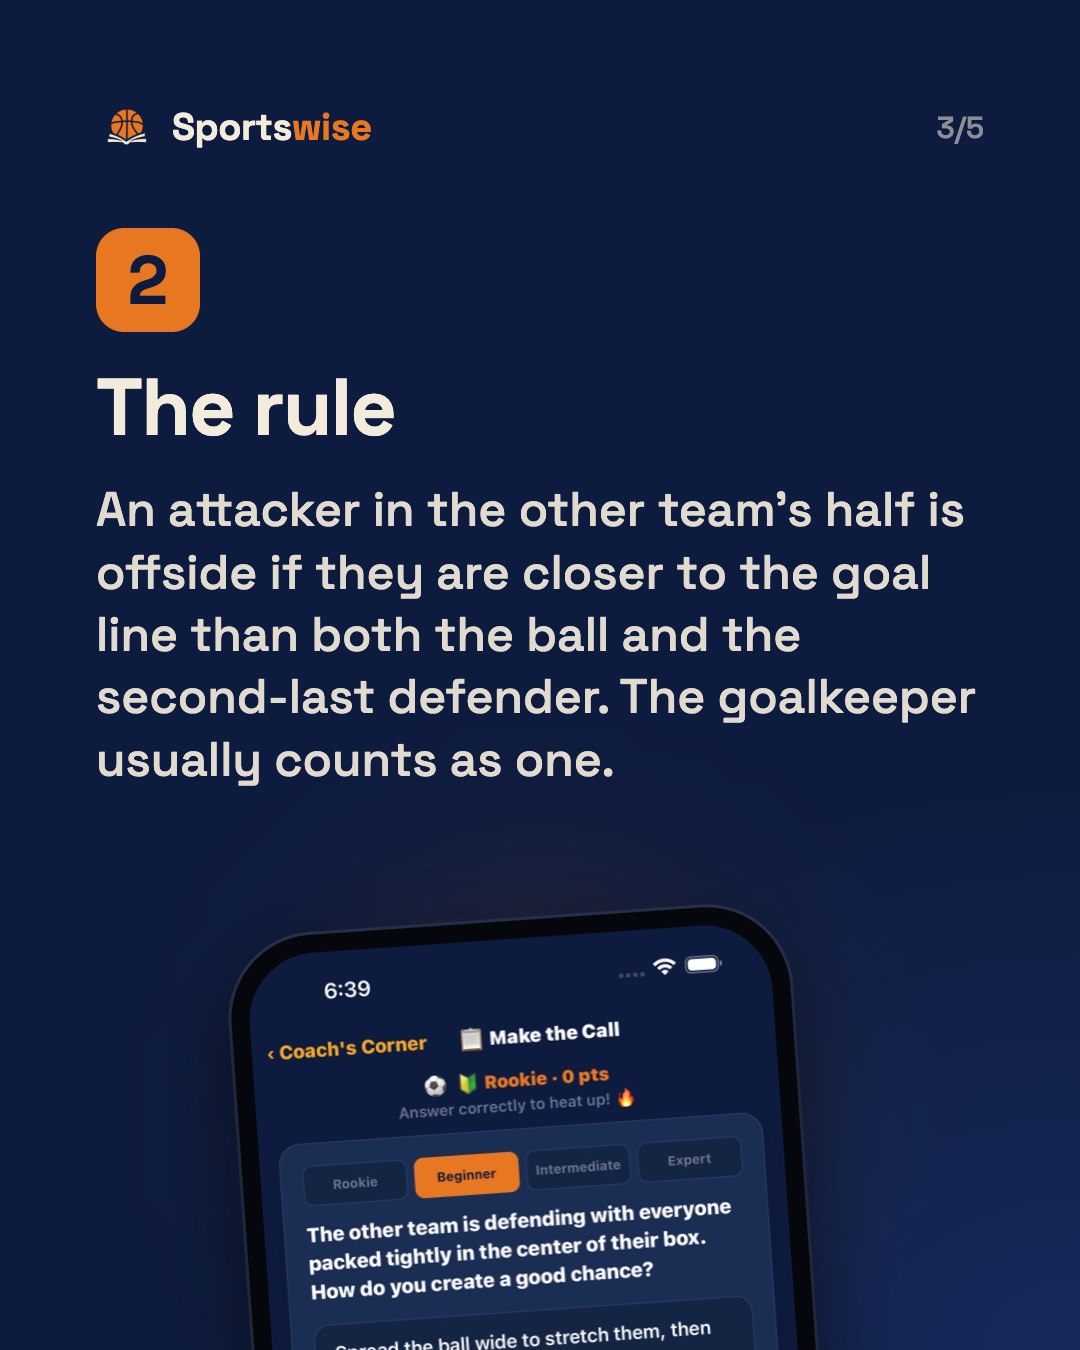 Sportswise
3/5
2
The rule
An attacker in the other team’s half is
offside if they are closer to the goal
line than both the ball and the
second-last defender. The goalkeeper
usually counts as one.
6:39
‹ Coach's Corner
📋 Make the Call
⚽ 🔰 Rookie · 0 pts
Answer correctly to heat up! 🔥
Rookie
Beginner
Intermediate
Expert
The other team is defending with everyone
packed tightly in the center of their box.
How do you create a good chance?
Spread the ball wide to stretch them, then